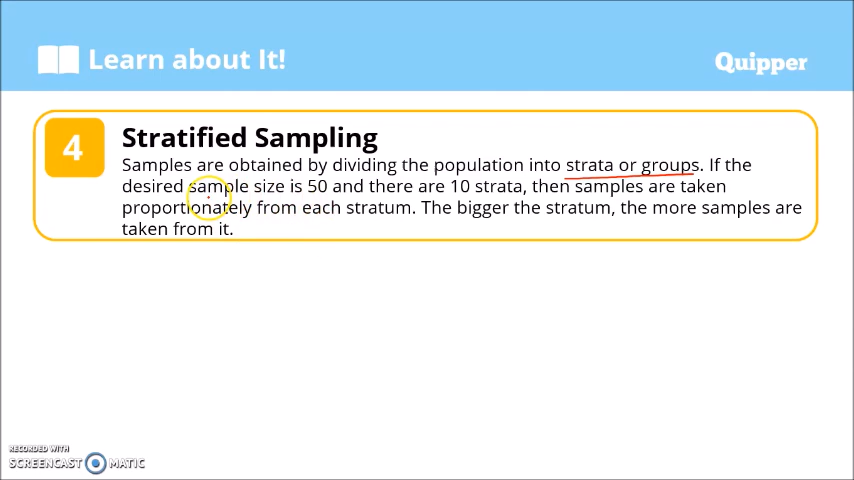 Learn about It!
Quipper
4
Stratified Sampling
Samples are obtained by dividing the population into strata or groups. If the
desired sample size is 50 and there are 10 strata, then samples are taken
proportionately from each stratum. The bigger the stratum, the more samples are
taken from it.
RECORDED WITH
SCREENCAST MATIC